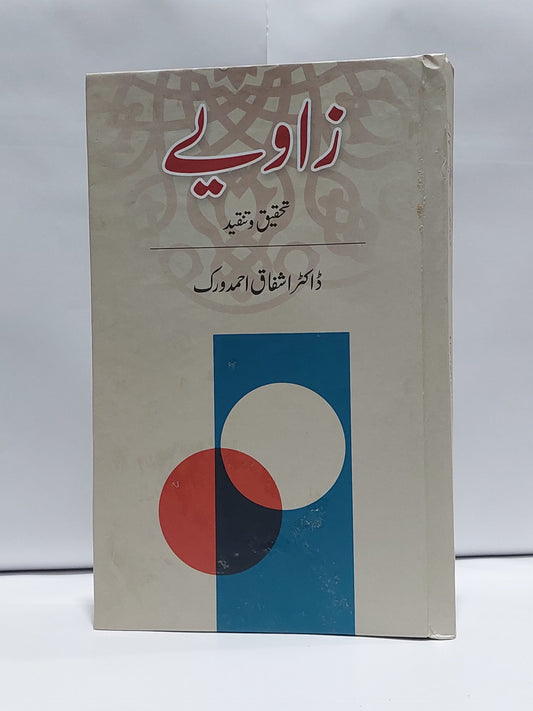 زاویے
تحقیق و تنقید
ڈاکٹر اشفاق احمد ورک